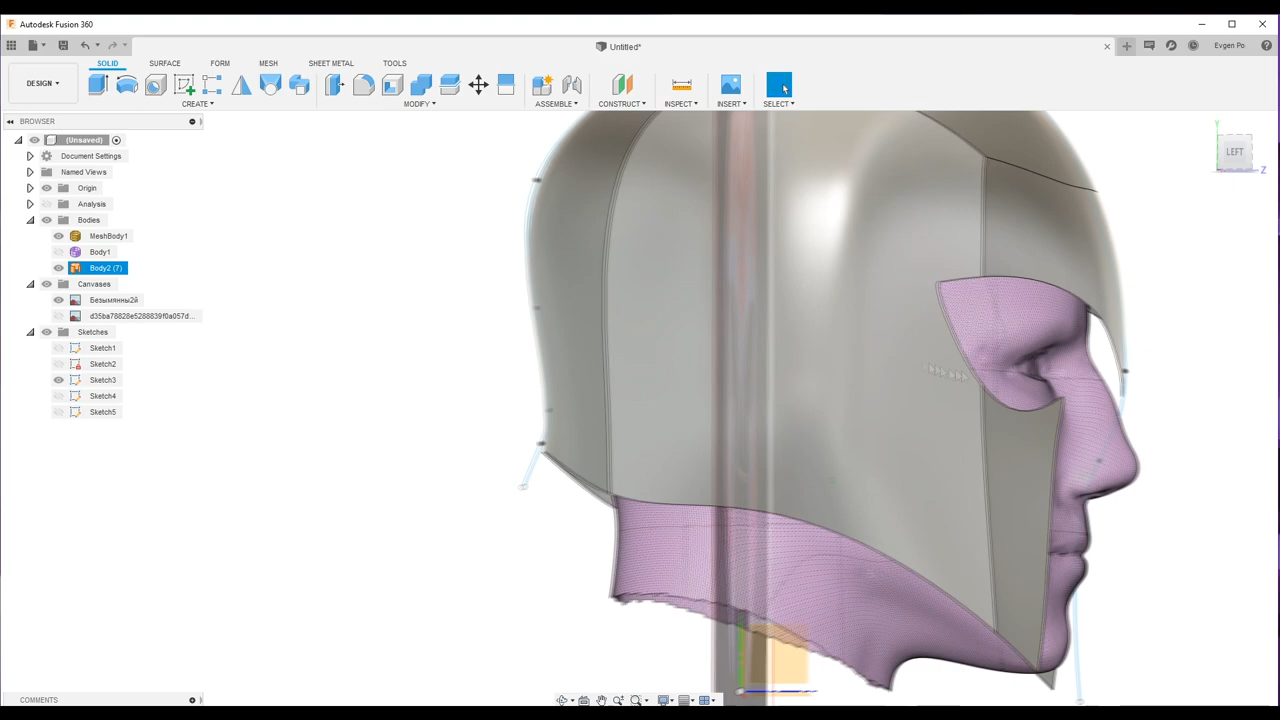 Autodesk Fusion 360
Untitled*
Evgen Po
DESIGN
SOLID
SURFACE
FORM
MESH
SHEET METAL
TOOLS
CREATE
MODIFY
ASSEMBLE
CONSTRUCT
INSPECT
INSERT
SELECT
BROWSER
(Unsaved)
Document Settings
Named Views
Origin
Analysis
Bodies
MeshBody1
Body1
Body2 (7)
Canvases
Безымянны2й
d35ba78828e5288839f0a057d...
Sketches
Sketch1
Sketch2
Sketch3
Sketch4
Sketch5
Y
LEFT
Z
COMMENTS